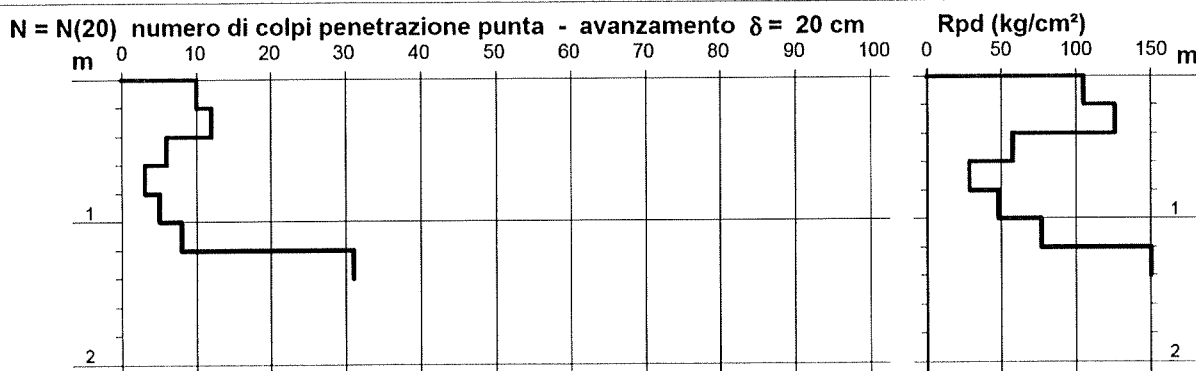 N = N(20) numero di colpi penetrazione punta - avanzamento δ = 20 cm
Rpd (kg/cm²)
m 0 10 20 30 40 50 60 70 80 90 100
0 50 100 150 m
1
1
2
2